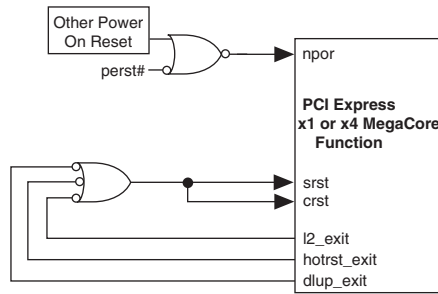 Other Power
On Reset
perst#
npor
PCI Express
x1 or x4 MegaCore
Function
srst
crst
l2_exit
hotrst_exit
dlup_exit